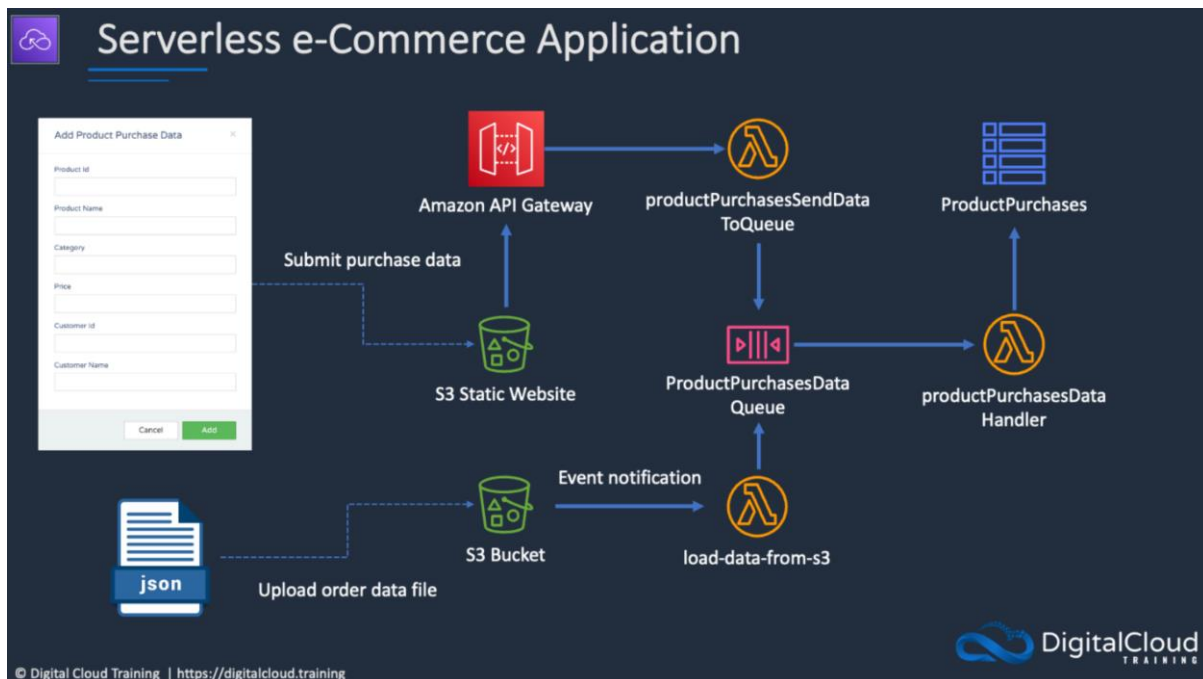 Serverless e-Commerce Application
Add Product Purchase Data
×
Product Id
Product Name
Category
Price
Customer Id
Customer Name
Cancel
Add
Submit purchase data
Amazon API Gateway
</>
productPurchasesSendData
ToQueue
ProductPurchases
S3 Static Website
ProductPurchasesData
Queue
productPurchasesData
Handler
json
Upload order data file
S3 Bucket
Event notification
load-data-from-s3
DigitalCloud
TRAINING
© Digital Cloud Training | https://digitalcloud.training